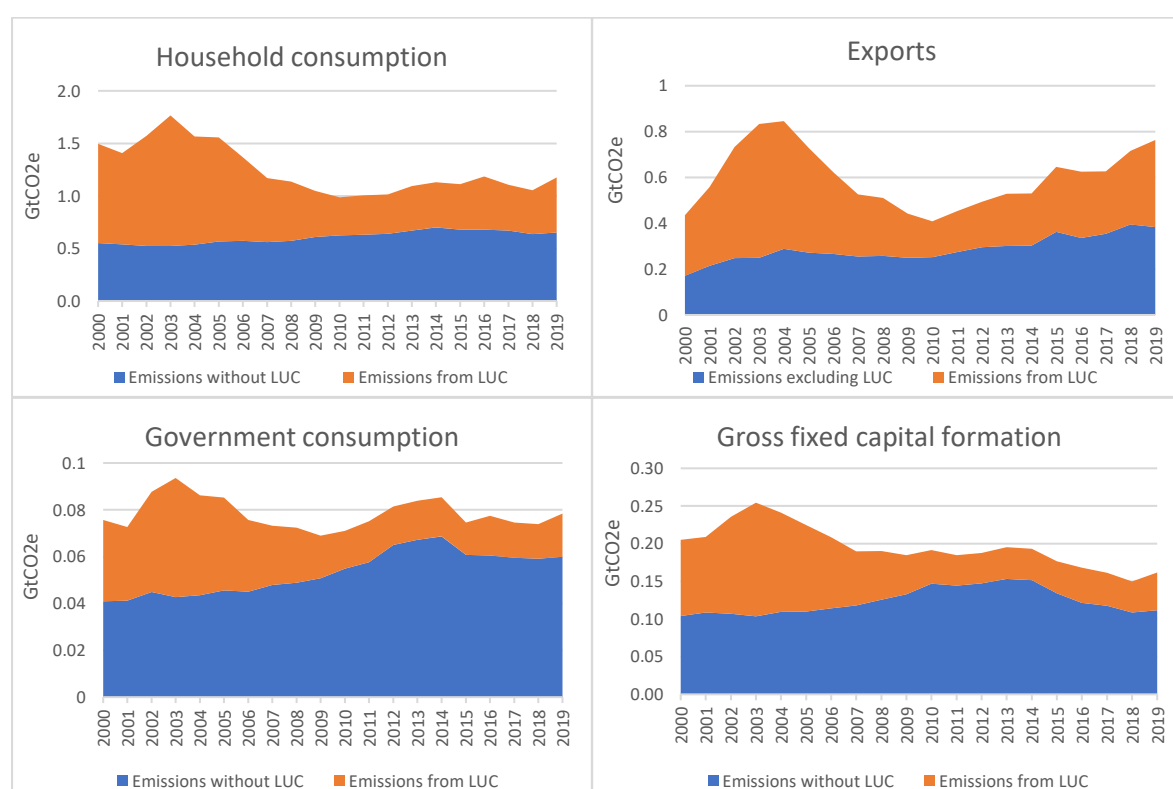 Household consumption
GtCO2e
2.0
1.5
1.0
0.5
0.0
2000 2001 2002 2003 2004 2005 2006 2007 2008 2009 2010 2011 2012 2013 2014 2015 2016 2017 2018 2019
Emissions without LUC Emissions from LUC
Exports
GtCO2e
1
0.8
0.6
0.4
0.2
0
2000 2001 2002 2003 2004 2005 2006 2007 2008 2009 2010 2011 2012 2013 2014 2015 2016 2017 2018 2019
Emissions excluding LUC Emissions from LUC
Government consumption
0.1
0.08
0.06
0.04
0.02
0
2000 2001 2002 2003 2004 2005 2006 2007 2008 2009 2010 2011 2012 2013 2014 2015 2016 2017 2018 2019
Emissions without LUC Emissions from LUC
Gross fixed capital formation
0.30
0.25
0.20
0.15
0.10
0.05
0.00
2000 2001 2002 2003 2004 2005 2006 2007 2008 2009 2010 2011 2012 2013 2014 2015 2016 2017 2018 2019
Emissions without LUC Emissions from LUC